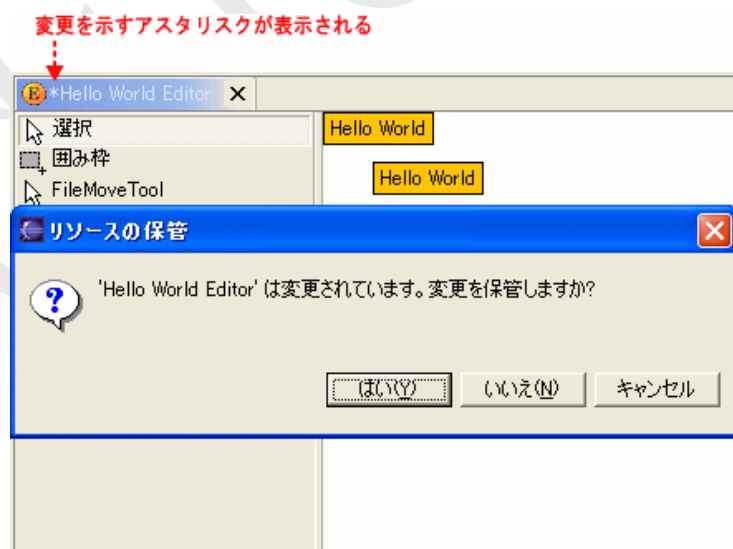 変更を示すアスタリスクが表示される
*Hello World Editor
選択
囲み枠
FileMoveTool
Hello World
Hello World
リソースの保管
'Hello World Editor' は変更されています。変更を保管しますか?
はい(Y)
いいえ(N)
キャンセル